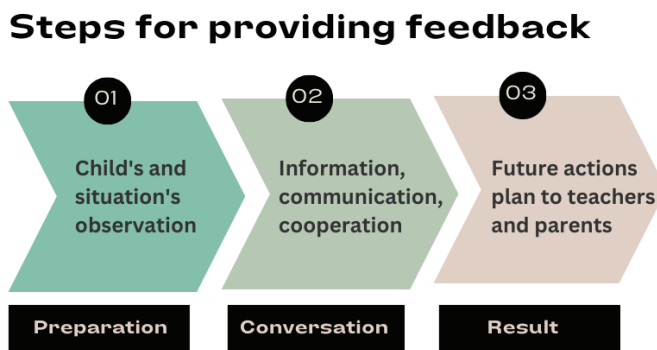 Steps for providing feedback
01
Child's and
situation's
observation
Preparation
02
Information,
communication,
cooperation
Conversation
03
Future actions
plan to teachers
and parents
Result